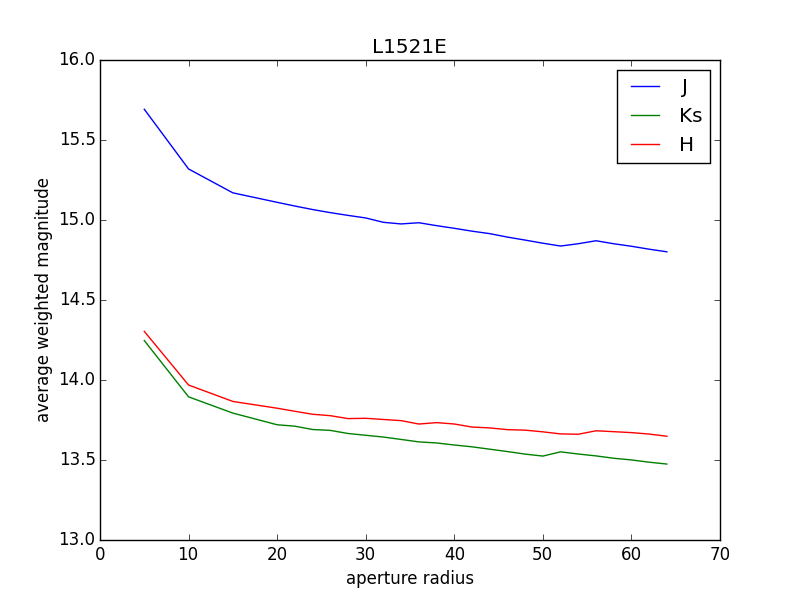 L1521E
16.0
15.5
15.0
14.5
14.0
13.5
13.0
average weighted magnitude
J
Ks
H
0 10 20 30 40 50 60 70
aperture radius